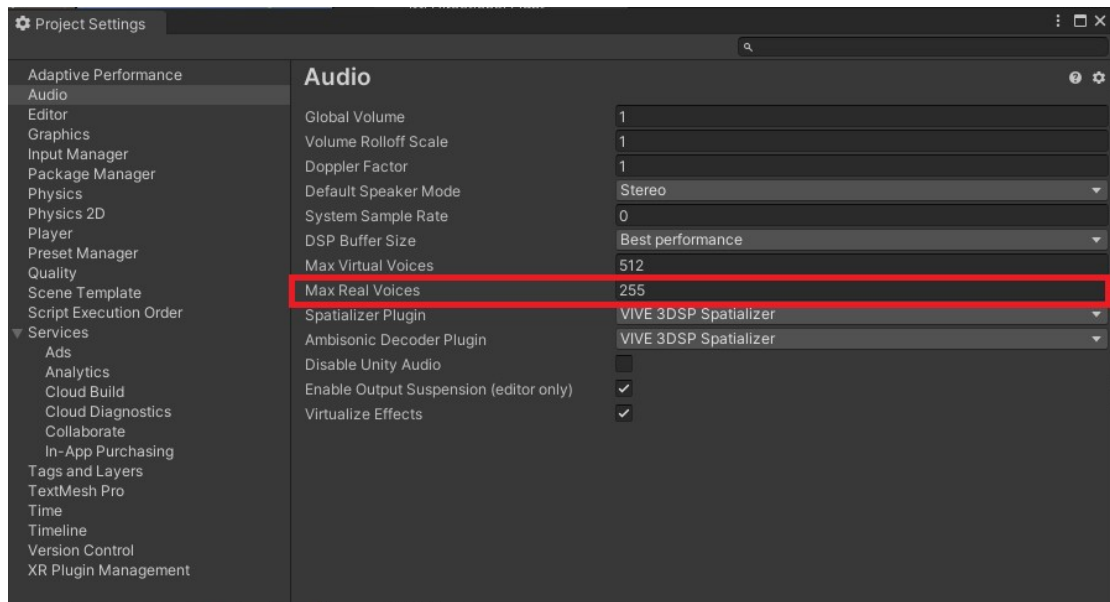 Project Settings
Adaptive Performance
Audio
Editor
Graphics
Input Manager
Package Manager
Physics
Physics 2D
Player
Preset Manager
Quality
Scene Template
Script Execution Order
Services
Ads
Analytics
Cloud Build
Cloud Diagnostics
Collaborate
In-App Purchasing
Tags and Layers
TextMesh Pro
Time
Timeline
Version Control
XR Plugin Management
Audio
Global Volume 1
Volume Rolloff Scale 1
Doppler Factor 1
Default Speaker Mode Stereo
System Sample Rate 0
DSP Buffer Size Best performance
Max Virtual Voices 512
Max Real Voices 255
Spatializer Plugin VIVE 3DSP Spatializer
Ambisonic Decoder Plugin VIVE 3DSP Spatializer
Disable Unity Audio
Enable Output Suspension (editor only)
Virtualize Effects